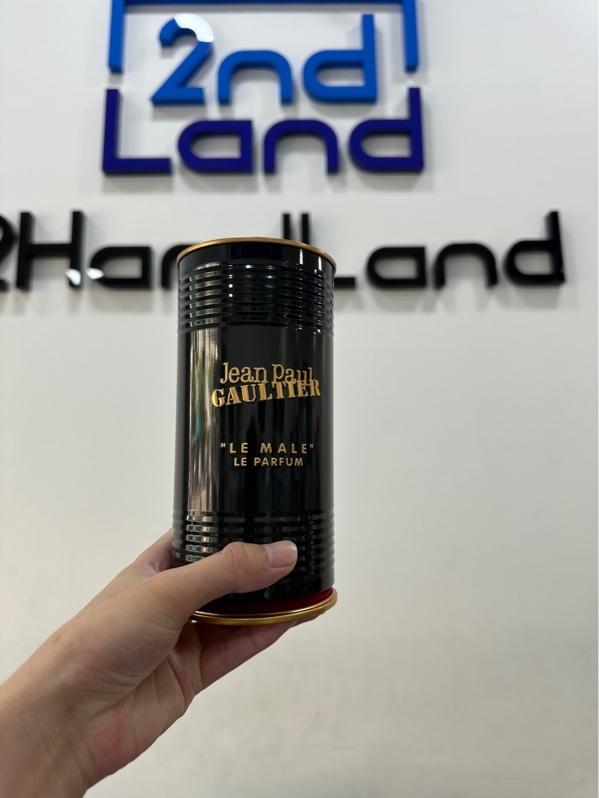 2nd
Land
2HandLand
Jean Paul
GAULTIER
"LE MALE"
LE PARFUM